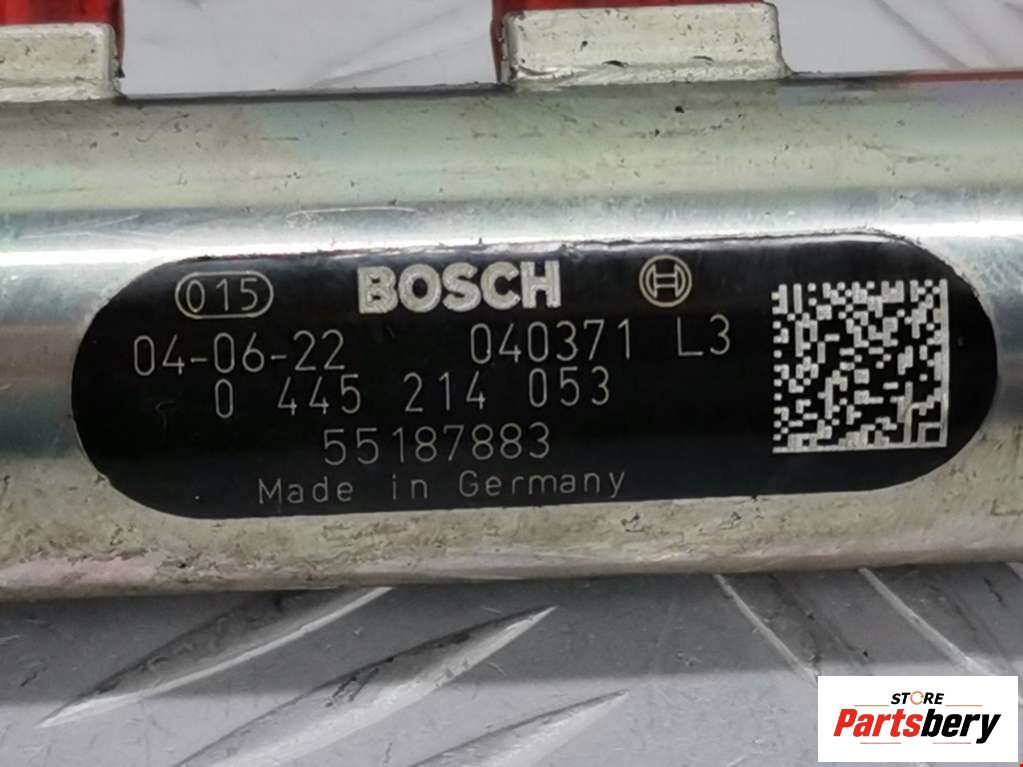 015 BOSCH
04-06-22 040371 L3
0 445 214 053
55187883
Made in Germany
STORE
Partsbery